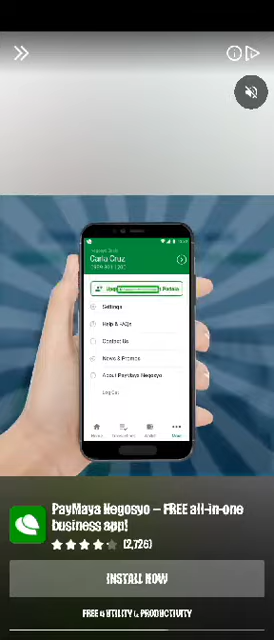 Carla Cruz
Settings
Help & FAQs
Contact Us
News & Promos
About PayMaya Negosyo
Log Out
PayMaya Negosyo – FREE all-in-one
business app!
(2,726)
INSTALL NOW
FREE • UTILITY & PRODUCTIVITY